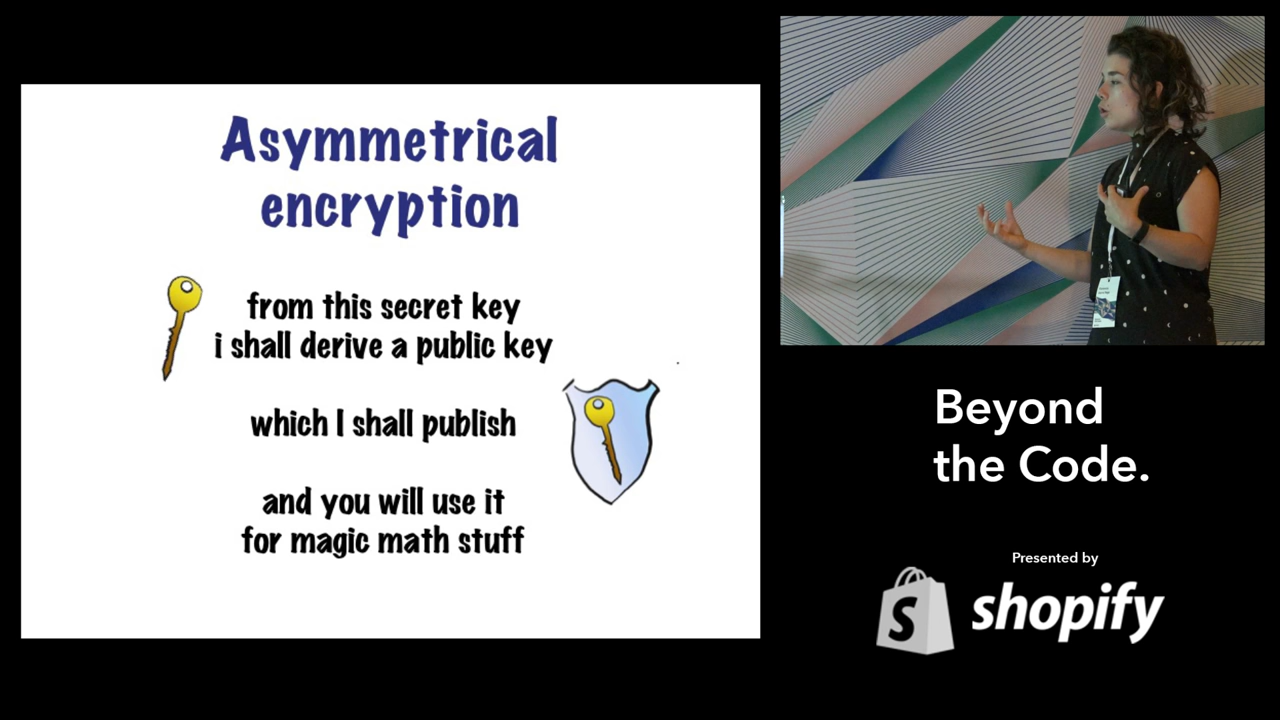 Asymmetrical
encryption
from this secret key
i shall derive a public key
which I shall publish
and you will use it
for magic math stuff
Beyond
the Code.
Presented by
shopify